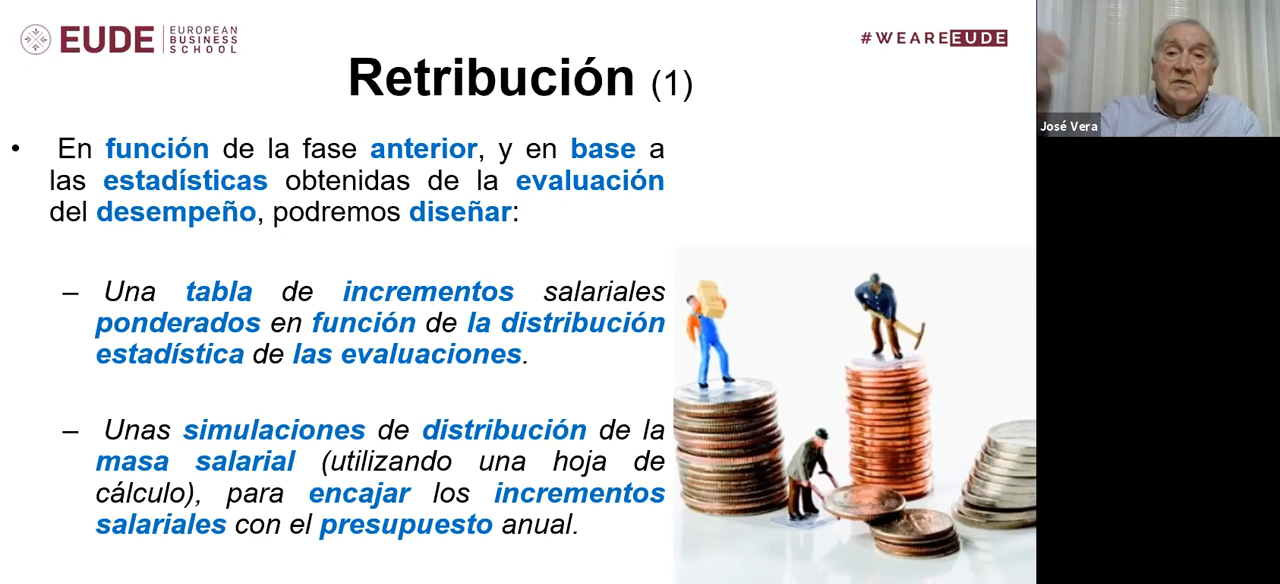 EUDE
EUROPEAN
BUSINESS
SCHOOL
#WEAREEUDE
Retribución (1)
José Vera
• En función de la fase anterior, y en base a
las estadísticas obtenidas de la evaluación
del desempeño, podremos diseñar:
– Una tabla de incrementos salariales
ponderados en función de la distribución
estadística de las evaluaciones.
– Unas simulaciones de distribución de la
masa salarial (utilizando una hoja de
cálculo), para encajar los incrementos
salariales con el presupuesto anual.